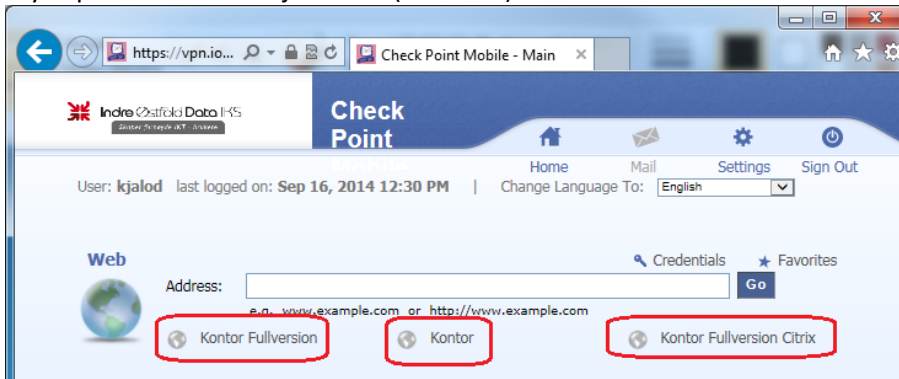 https://vpn.io... Check Point Mobile - Main
Indre Østfold Data IKS
Check
Point
Mobile
Home Mail Settings Sign Out
User: kjalod last logged on: Sep 16, 2014 12:30 PM | Change Language To: English
Web
Credentials Favorites
Address: Go
e.g. www.example.com or http://www.example.com
Kontor Fullversion Kontor Kontor Fullversion Citrix